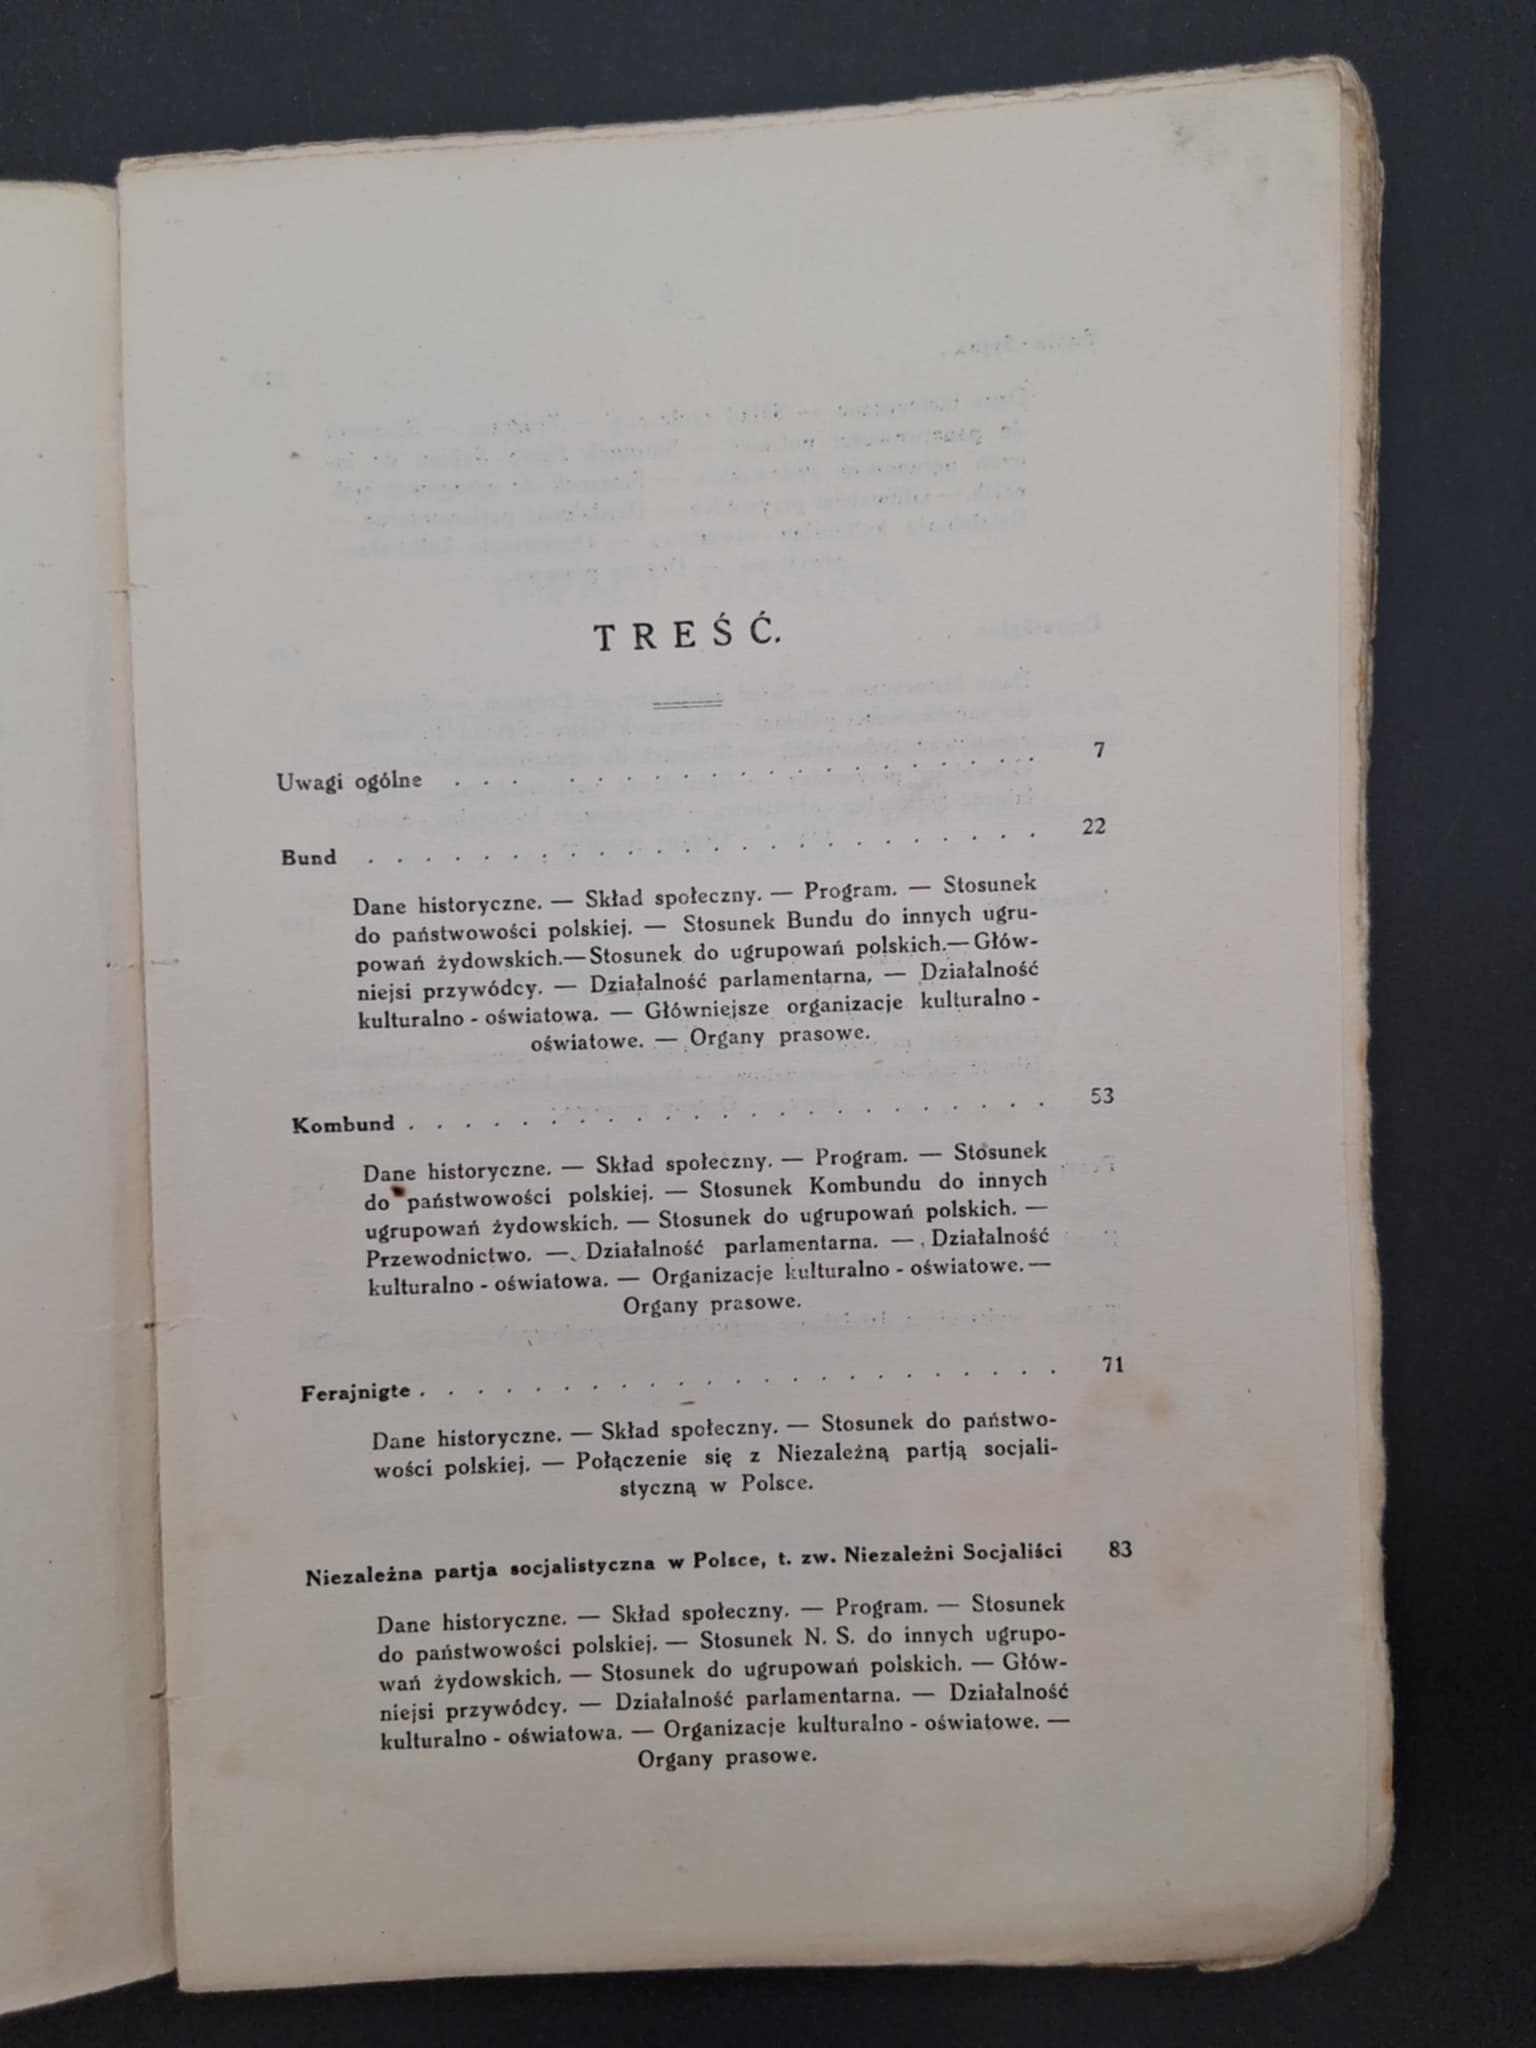 TREŚĆ.
Uwagi ogólne . . . . . . . . . . . . . . . . . . . . 7
Bund . . . . . . . . . . . . . . . . . . . . . . . . 22
Dane historyczne. — Skład społeczny. — Program. — Stosunek
do państwowości polskiej. — Stosunek Bundu do innych ugru-
powań żydowskich.— Stosunek do ugrupowań polskich.— Głów-
niejsi przywódcy. — Działalność parlamentarna, — Działalność
kulturalno - oświatowa. — Główniejsze organizacje kulturalno -
oświatowe. — Organy prasowe.
Kombund . . . . . . . . . . . . . . . . . . . . . . . 53
Dane historyczne. — Skład społeczny. — Program. — Stosunek
do państwowości polskiej. — Stosunek Kombundu do innych
ugrupowań żydowskich. — Stosunek do ugrupowań polskich. —
Przewodnictwo. — Działalność parlamentarna. — Działalność
kulturalno - oświatowa. — Organizacje kulturalno - oświatowe. —
Organy prasowe.
Ferajnigte . . . . . . . . . . . . . . . . . . . . . . . 71
Dane historyczne. — Skład społeczny. — Stosunek do państwo-
wości polskiej. — Połączenie się z Niezależną partją socjali-
styczną w Polsce.
Niezależna partja socjalistyczna w Polsce, t. zw. Niezależni Socjaliści 83
Dane historyczne. — Skład społeczny. — Program. — Stosunek
do państwowości polskiej. — Stosunek N. S. do innych ugrupo-
wań żydowskich. — Stosunek do ugrupowań polskich. — Głów-
niejsi przywódcy. — Działalność parlamentarna. — Działalność
kulturalno - oświatowa. — Organizacje kulturalno - oświatowe. —
Organy prasowe.